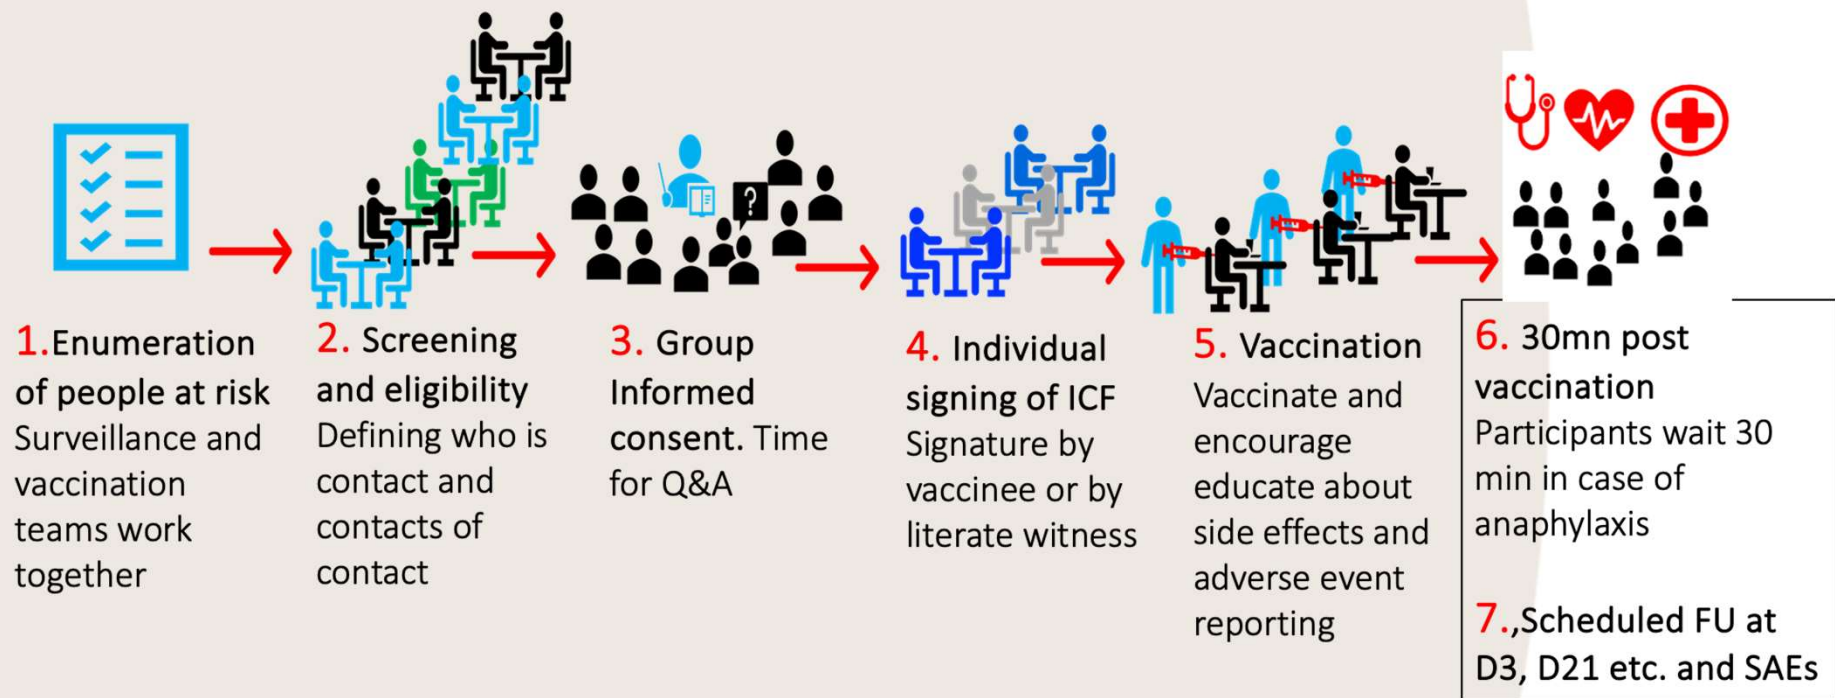 1.Enumeration
of people at risk
Surveillance and
vaccination
teams work
together
2. Screening
and eligibility
Defining who is
contact and
contacts of
contact
3. Group
Informed
consent. Time
for Q&A
4. Individual
signing of ICF
Signature by
vaccinee or by
literate witness
5. Vaccination
Vaccinate and
encourage
educate about
side effects and
adverse event
reporting
6. 30mn post
vaccination
Participants wait 30
min in case of
anaphylaxis
7.,Scheduled FU at
D3, D21 etc. and SAEs
?